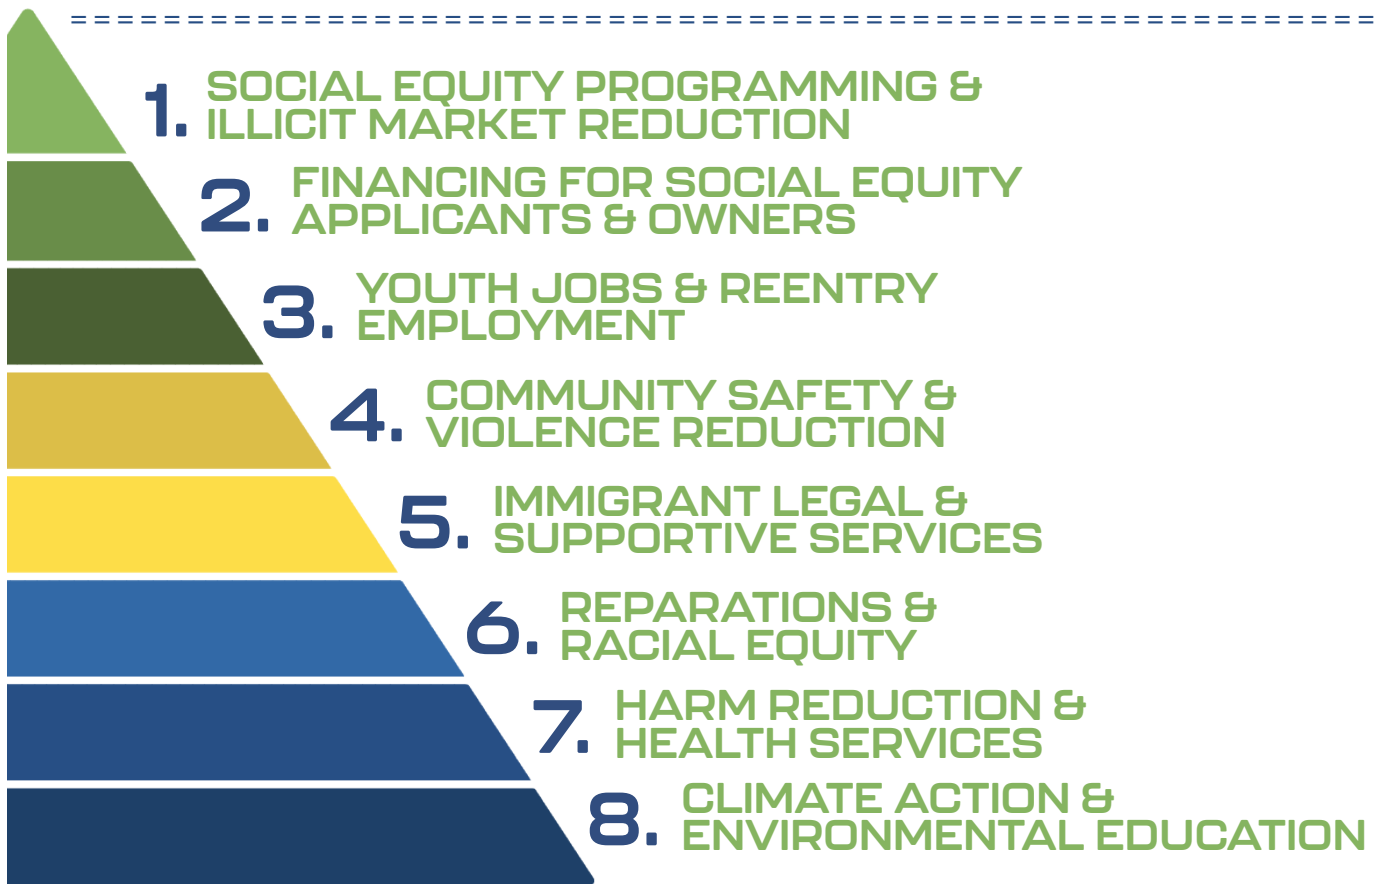 1. SOCIAL EQUITY PROGRAMMING &
ILLICIT MARKET REDUCTION
2. FINANCING FOR SOCIAL EQUITY
APPLICANTS & OWNERS
3. YOUTH JOBS & REENTRY
EMPLOYMENT
4. COMMUNITY SAFETY &
VIOLENCE REDUCTION
5. IMMIGRANT LEGAL &
SUPPORTIVE SERVICES
6. REPARATIONS &
RACIAL EQUITY
7. HARM REDUCTION &
HEALTH SERVICES
8. CLIMATE ACTION &
ENVIRONMENTAL EDUCATION